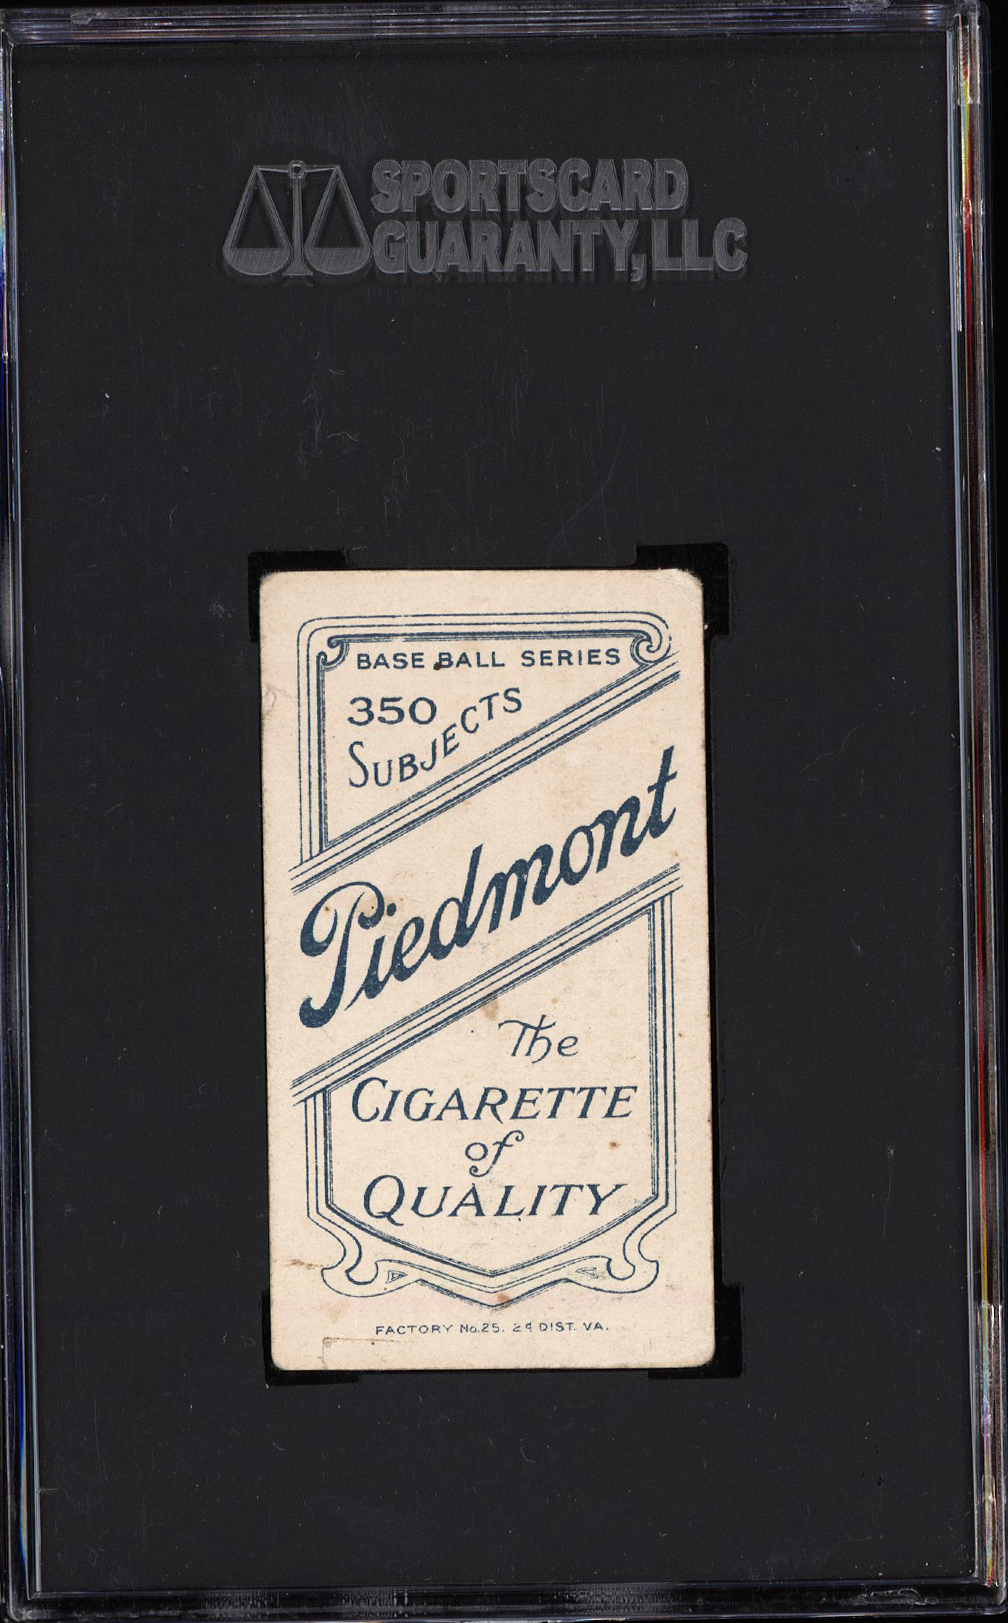 SPORTSCARD
GUARANTY, LLC
BASE BALL SERIES
350
SUBJECTS
Piedmont
The
CIGARETTE
of
QUALITY
FACTORY No.25. 2d DIST. VA.